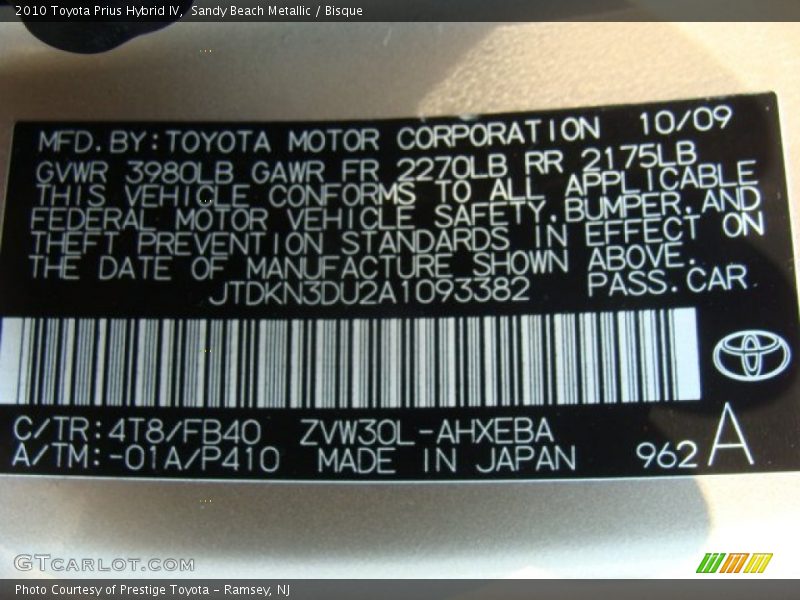 2010 Toyota Prius Hybrid IV, Sandy Beach Metallic / Bisque
MFD.BY:TOYOTA MOTOR CORPORATION 10/09
GVWR 3980LB GAWR FR 2270LB RR 2175LB
THIS VEHICLE CONFORMS TO ALL APPLICABLE
FEDERAL MOTOR VEHICLE SAFETY,BUMPER,AND
THEFT PREVENTION STANDARDS IN EFFECT ON
THE DATE OF MANUFACTURE SHOWN ABOVE.
JTDKN3DU2A1093382 PASS.CAR
C/TR:4T8/FB40 ZVW30L-AHXEBA
A/TM:-01A/P410 MADE IN JAPAN 962 A
GTCARLOT.COM
Photo Courtesy of Prestige Toyota - Ramsey, NJ